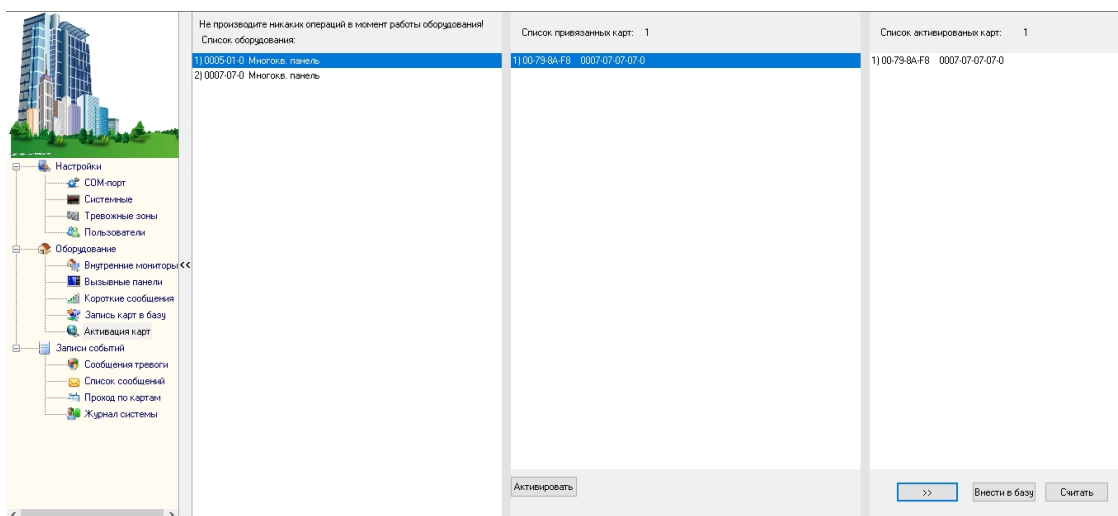 Не производите никаких операций в момент работы оборудования!
Список оборудования:
1) 0005-01-0 Многокв. панель
2) 0007-07-0 Многокв. панель
Список привязанных карт: 1
1) 00-79-8A-F8 0007-07-07-07-0
Активировать
Список активированых карт: 1
1) 00-79-8A-F8 0007-07-07-07-0
>> Внести в базу Считать
Настройки
COM-порт
Системные
Тревожные зоны
Пользователи
Оборудование
Внутренние мониторы <<
Вызывные панели
Короткие сообщения
Запись карт в базу
Активация карт
Записи событий
Сообщения тревоги
Список сообщений
Проход по картам
Журнал системы